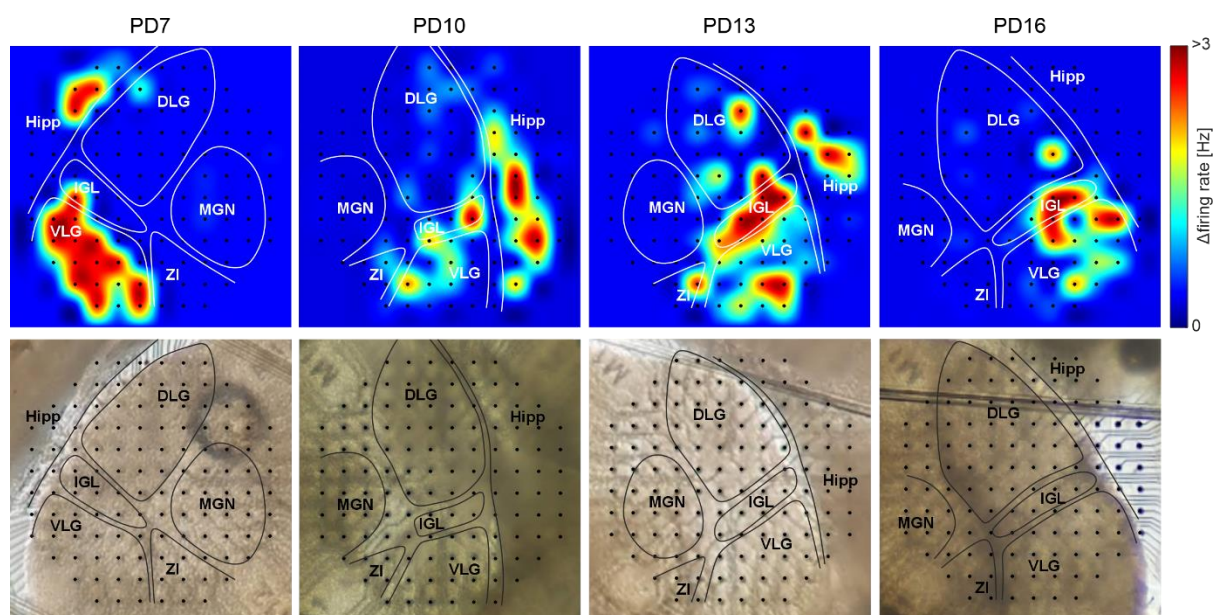 PD7 PD10 PD13 PD16
Hipp DLG IGL MGN VLG ZI
DLG Hipp MGN IGL ZI VLG
DLG Hipp MGN IGL VLG ZI
Hipp DLG IGL MGN VLG ZI
>3
Δfiring rate [Hz]
0
DLG Hipp IGL MGN VLG ZI
DLG Hipp MGN IGL ZI VLG
DLG Hipp MGN IGL VLG ZI
Hipp DLG IGL MGN VLG ZI